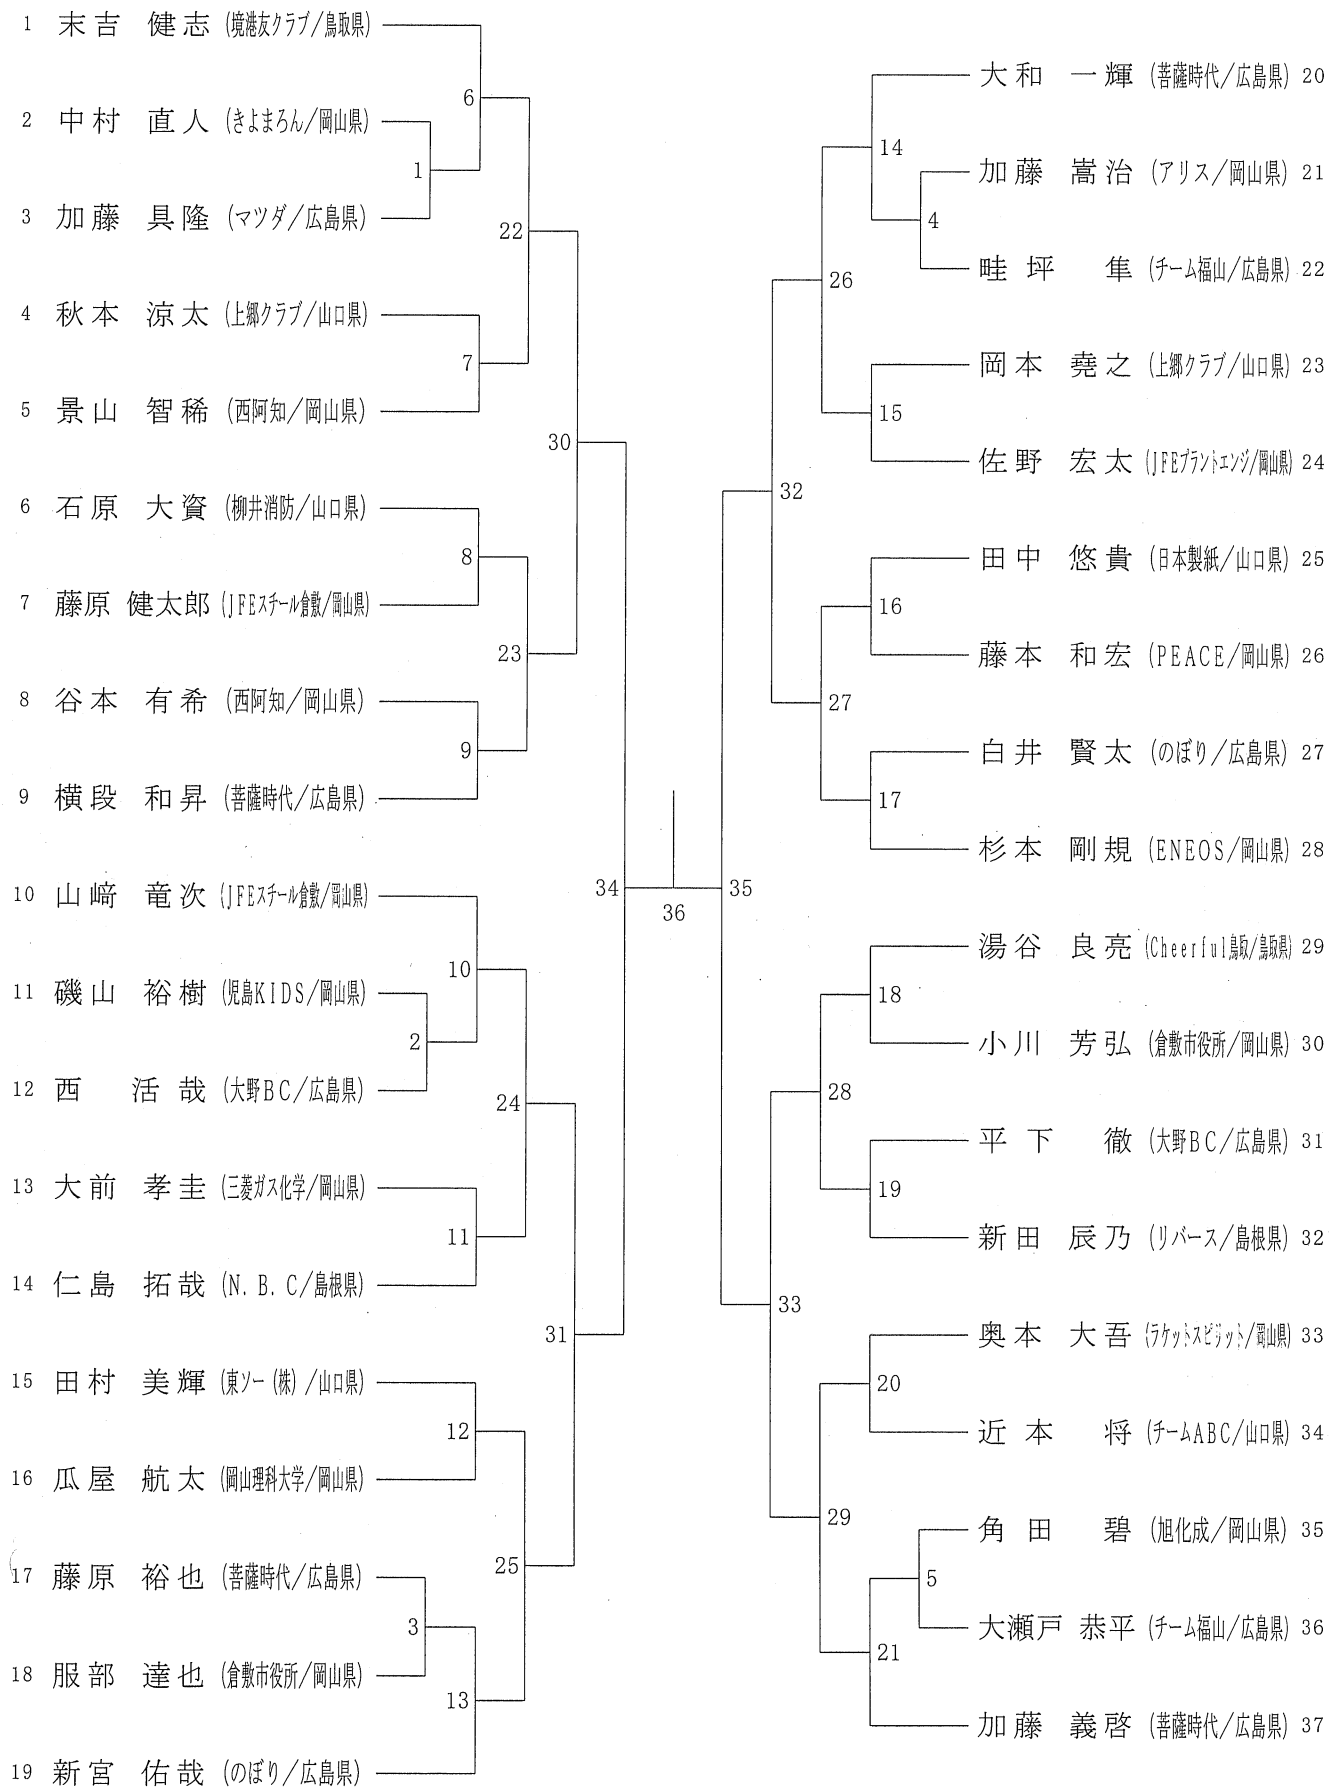 1 末吉 健志 (境港友クラブ/鳥取県)
2 中村 直人 (きよまろん/岡山県)
3 加藤 具隆 (マツダ/広島県)
4 秋本 涼太 (上郷クラブ/山口県)
5 景山 智稀 (西阿知/岡山県)
6 石原 大資 (柳井消防/山口県)
7 藤原 健太郎 (JFEスチール倉敷/岡山県)
8 谷本 有希 (西阿知/岡山県)
9 横段 和昇 (菩薩時代/広島県)
10 山﨑 竜次 (JFEスチール倉敷/岡山県)
11 磯山 裕樹 (児島KIDS/岡山県)
12 西 活哉 (大野BC/広島県)
13 大前 孝圭 (三菱ガス化学/岡山県)
14 仁島 拓哉 (N.B.C/島根県)
15 田村 美輝 (東ソー(株)/山口県)
16 瓜屋 航太 (岡山理科大学/岡山県)
17 藤原 裕也 (菩薩時代/広島県)
18 服部 達也 (倉敷市役所/岡山県)
19 新宮 佑哉 (のぼり/広島県)
6
1
22
7
30
8
23
9
34
10
2
24
11
31
12
25
3
13
36
大和 一輝 (菩薩時代/広島県) 20
加藤 嵩治 (アリス/岡山県) 21
畦坪 隼 (チーム福山/広島県) 22
岡本 堯之 (上郷クラブ/山口県) 23
佐野 宏太 (JFEプラントエンジ/岡山県) 24
田中 悠貴 (日本製紙/山口県) 25
藤本 和宏 (PEACE/岡山県) 26
白井 賢太 (のぼり/広島県) 27
杉本 剛規 (ENEOS/岡山県) 28
湯谷 良亮 (Cheerful鳥取/鳥取県) 29
小川 芳弘 (倉敷市役所/岡山県) 30
平下 徹 (大野BC/広島県) 31
新田 辰乃 (リバース/島根県) 32
奥本 大吾 (ラケットスピリット/岡山県) 33
近本 将 (チームABC/山口県) 34
角田 碧 (旭化成/岡山県) 35
大瀬戸 恭平 (チーム福山/広島県) 36
加藤 義啓 (菩薩時代/広島県) 37
14
4
26
15
32
16
27
17
35
18
28
19
33
20
29
5
21